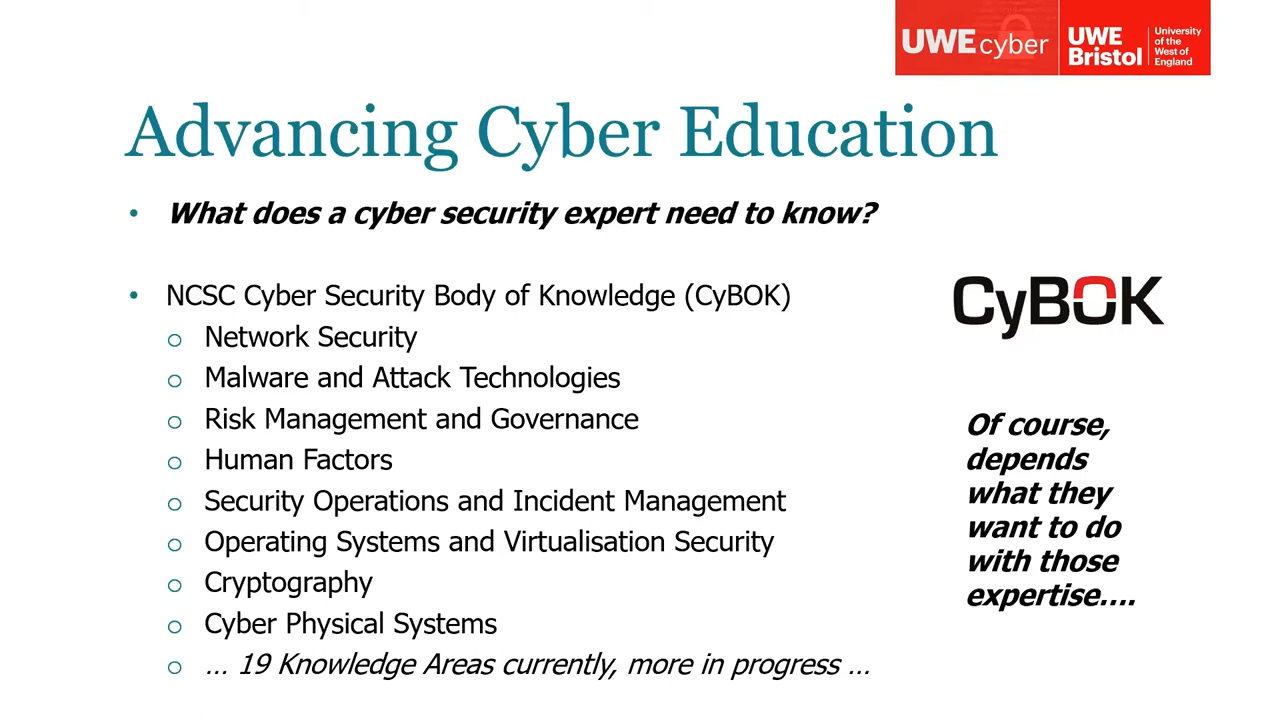 UWE cyber
UWE Bristol
University of the West of England
Advancing Cyber Education
• What does a cyber security expert need to know?
• NCSC Cyber Security Body of Knowledge (CyBOK)
o Network Security
o Malware and Attack Technologies
o Risk Management and Governance
o Human Factors
o Security Operations and Incident Management
o Operating Systems and Virtualisation Security
o Cryptography
o Cyber Physical Systems
o ... 19 Knowledge Areas currently, more in progress ...
CyBOK
Of course,
depends
what they
want to do
with those
expertise....